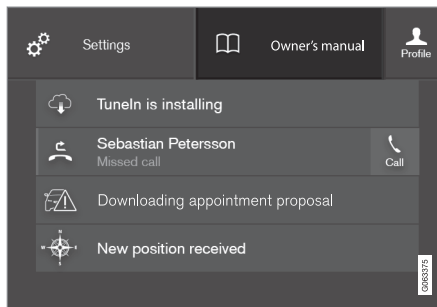 Settings
Owner's manual
Profile
TuneIn is installing
Sebastian Petersson
Missed call
Call
Downloading appointment proposal
New position received
G063375